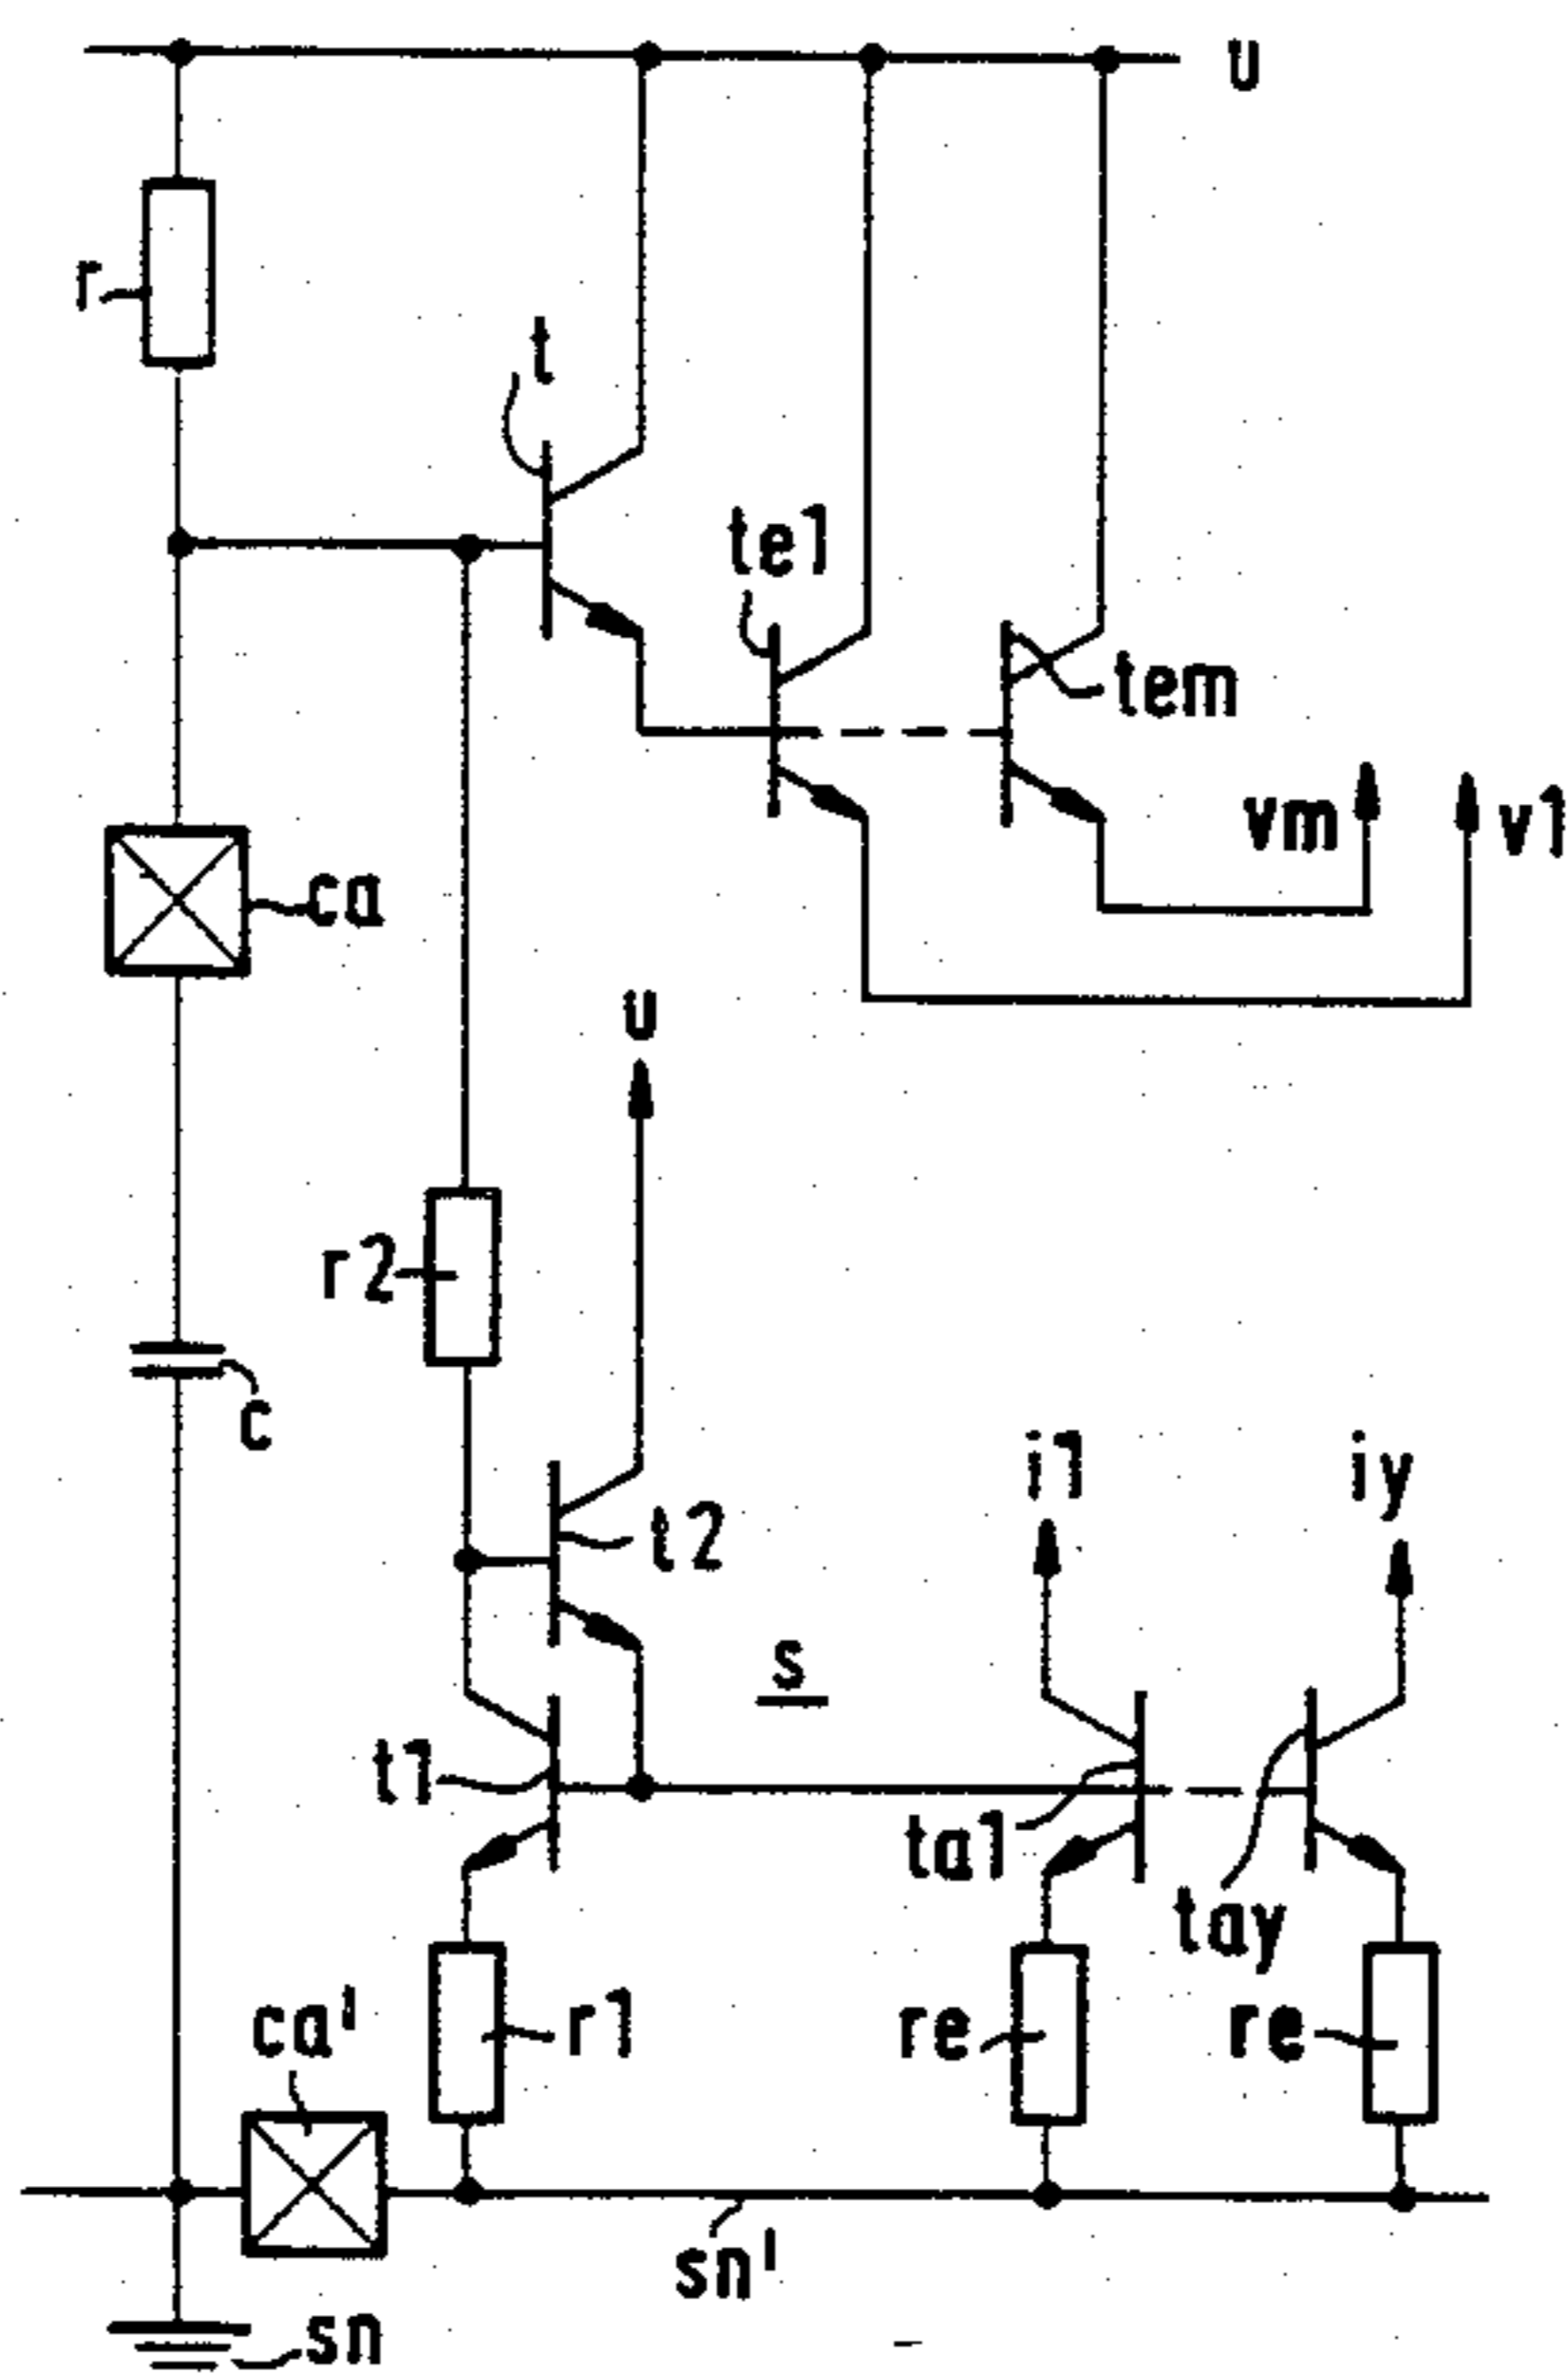 u
r
t
te1
tem
vm
v1
ca
u
r2
c
t2
i1
iy
s
t1
ta1
tay
ca'
r1
re
re
sn'
sn